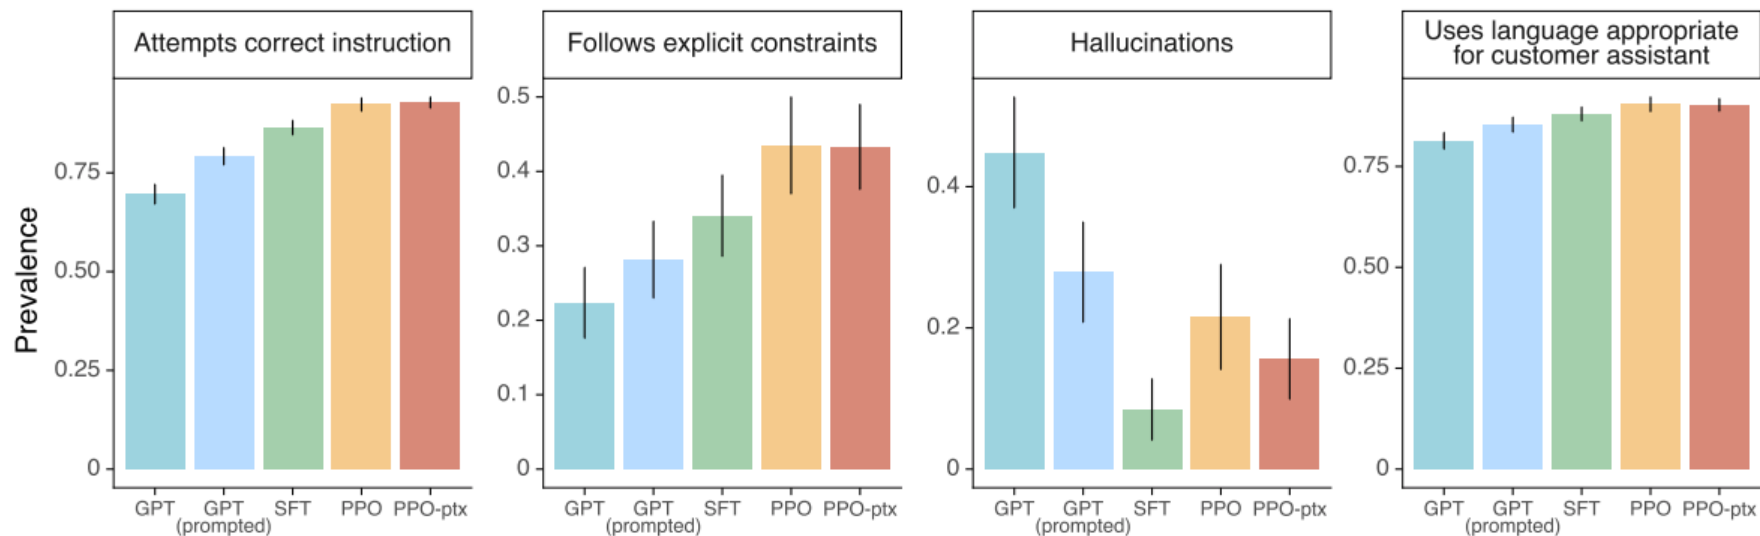 Attempts correct instruction
Follows explicit constraints
Hallucinations
Uses language appropriate
for customer assistant
Prevalence
0.75
0.50
0.25
0
GPT
GPT
(prompted)
SFT
PPO
PPO-ptx
0.5
0.4
0.3
0.2
0.1
0
GPT
GPT
(prompted)
SFT
PPO
PPO-ptx
0.4
0.2
0
GPT
GPT
(prompted)
SFT
PPO
PPO-ptx
0.75
0.50
0.25
0
GPT
GPT
(prompted)
SFT
PPO
PPO-ptx